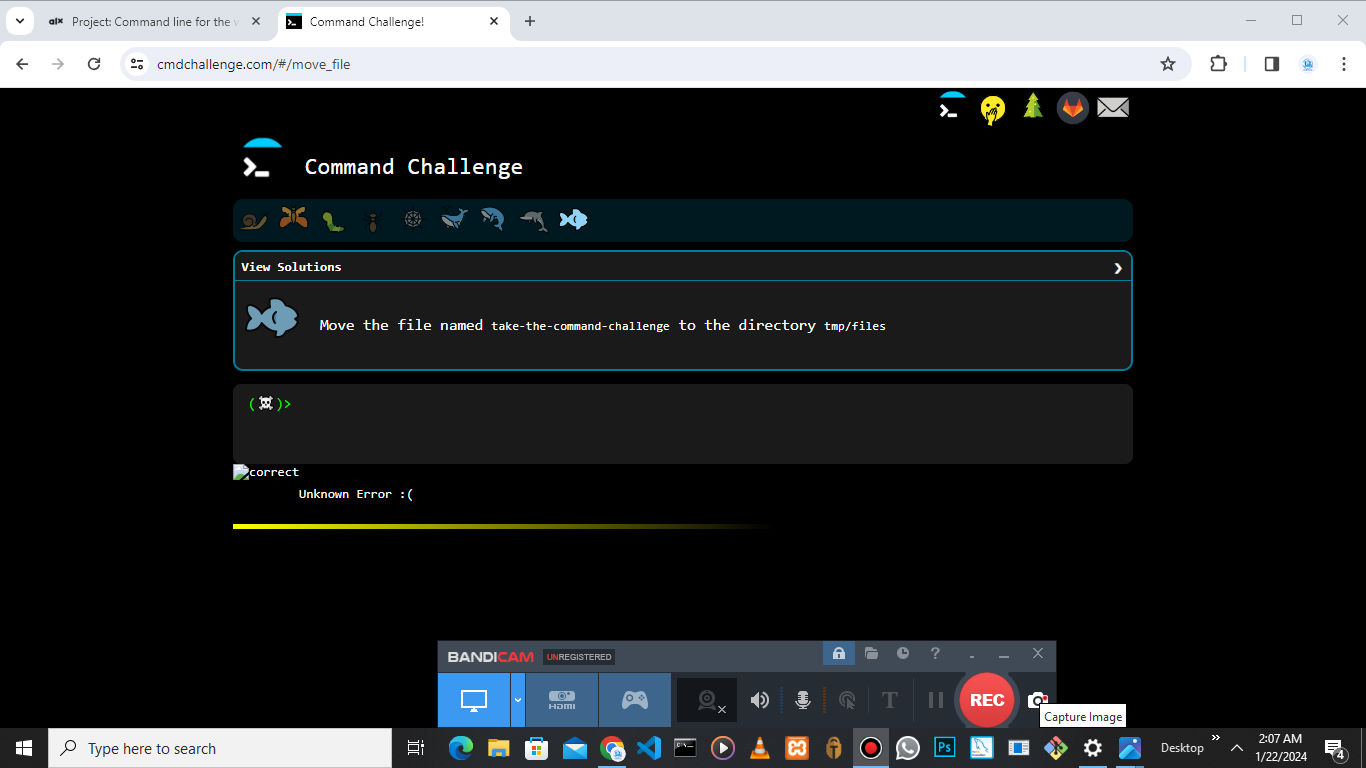 alx Project: Command line for the w
Command Challenge!
cmdchallenge.com/#/move_file
Command Challenge
View Solutions
Move the file named take-the-command-challenge to the directory tmp/files
(☠)>
correct
Unknown Error :(
BANDICAM UNREGISTERED
HDMI
T
REC
Capture Image
Type here to search
Ps
Desktop
2:07 AM
1/22/2024
4